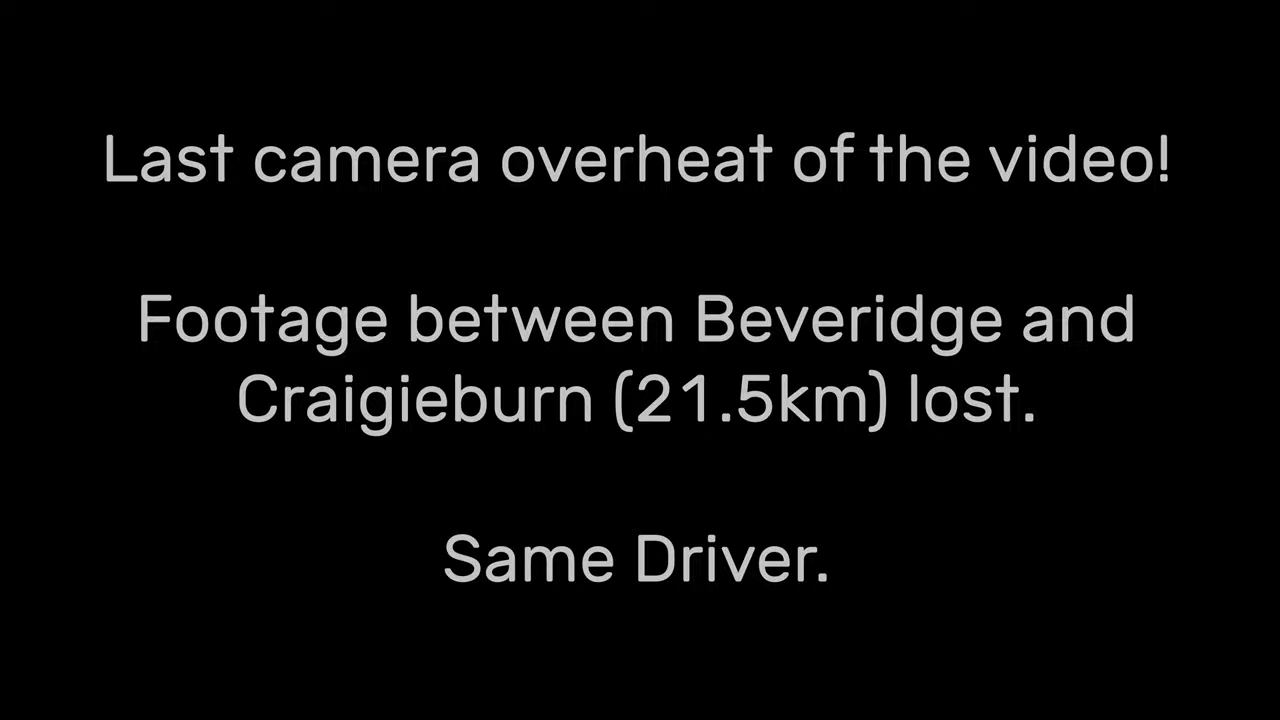 Last camera overheat of the video!
Footage between Beveridge and
Craigieburn (21.5km) lost.
Same Driver.